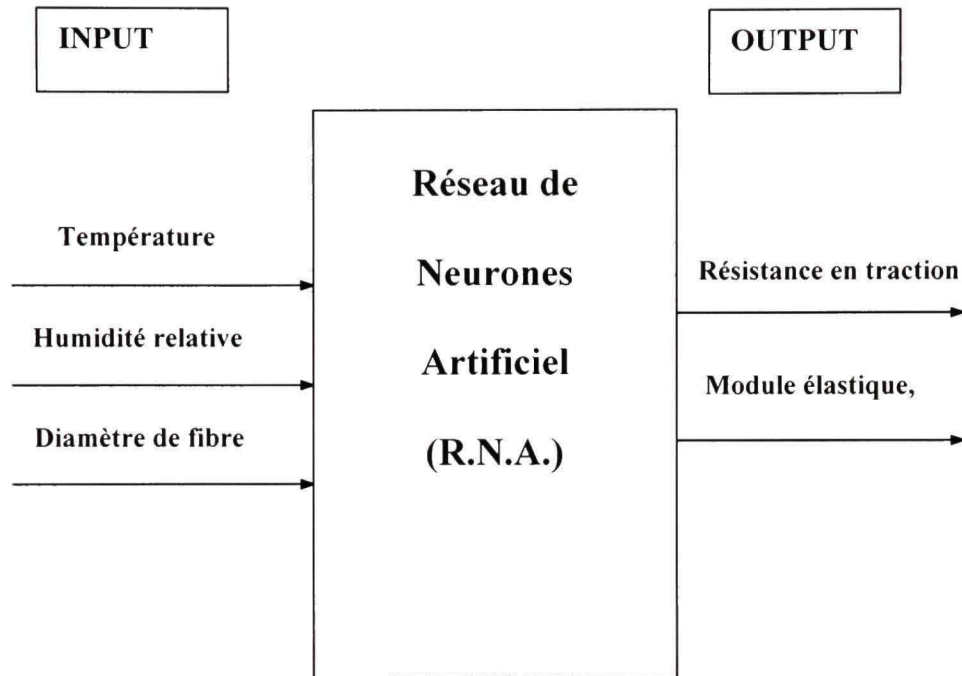 INPUT
OUTPUT
Réseau de
Neurones
Artificiel
(R.N.A.)
Température
Humidité relative
Diamètre de fibre
Résistance en traction
Module élastique,